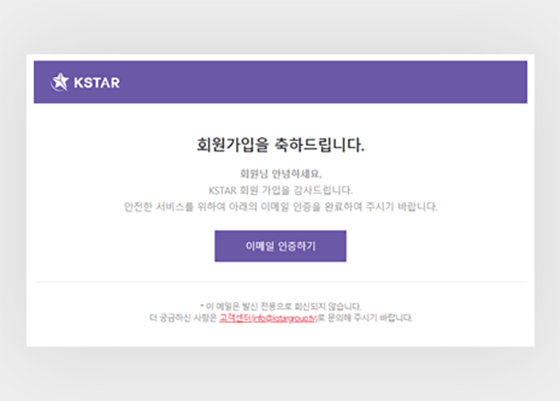 KSTAR
회원가입을 축하드립니다.
회원님 안녕하세요.
KSTAR 회원 가입을 감사드립니다.
안전한 서비스를 위하여 아래의 이메일 인증을 완료하여 주시기 바랍니다.
이메일 인증하기
* 이 메일은 발신 전용으로 회신되지 않습니다.
더 궁금하신 사항은 고객센터(info@kstargroup.tv)로 문의해 주시기 바랍니다.